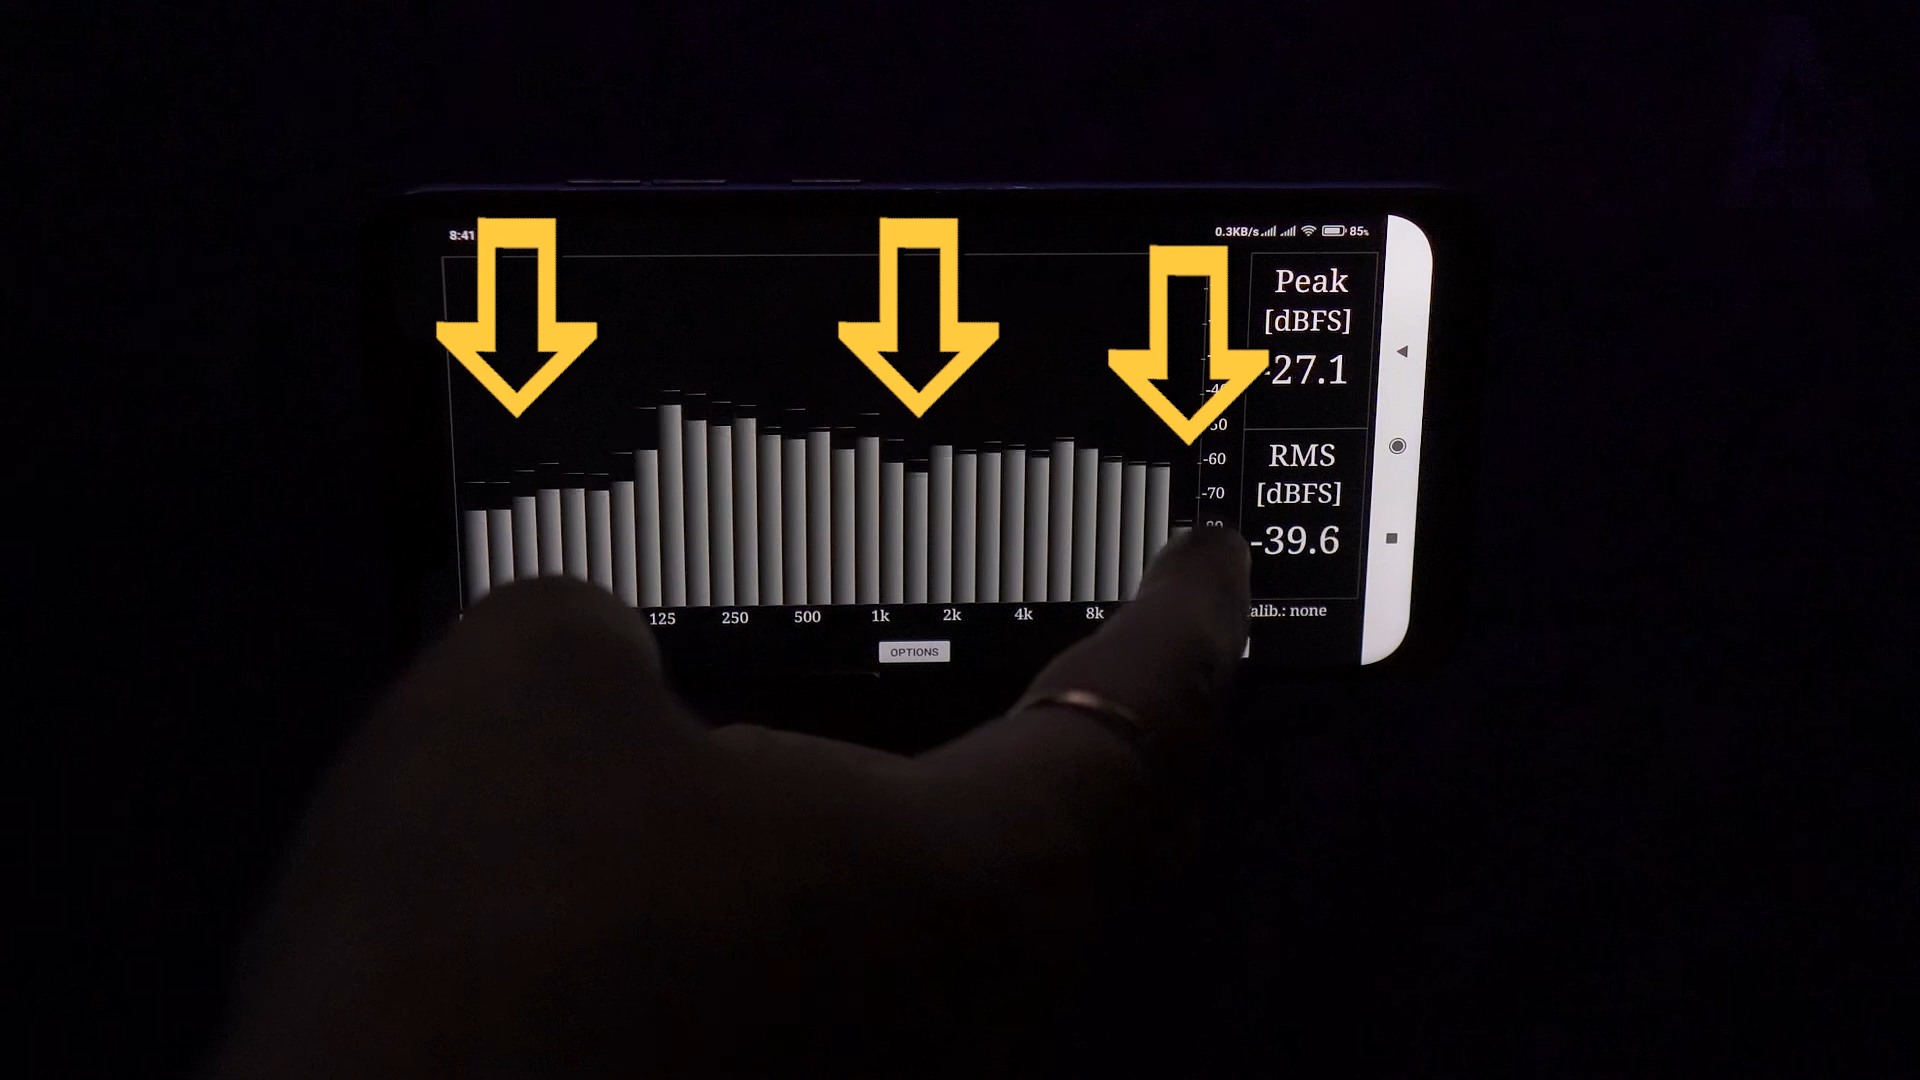 8:41
0.3KB/s 85%
Peak
[dBFS]
-27.1
-50
-60
-70
RMS
[dBFS]
-39.6
125 250 500 1k 2k 4k 8k
alib.: none
OPTIONS